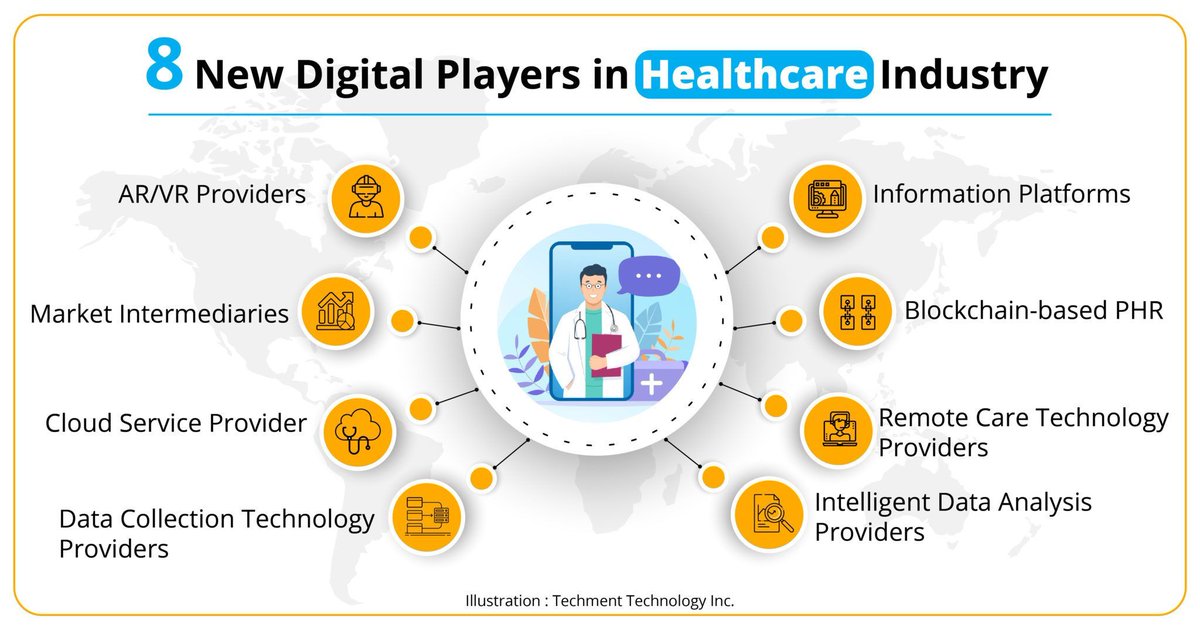 8 New Digital Players in Healthcare Industry
AR/VR Providers
Market Intermediaries
Cloud Service Provider
Data Collection Technology
Providers
Information Platforms
Blockchain-based PHR
Remote Care Technology
Providers
Intelligent Data Analysis
Providers
Illustration : Techment Technology Inc.